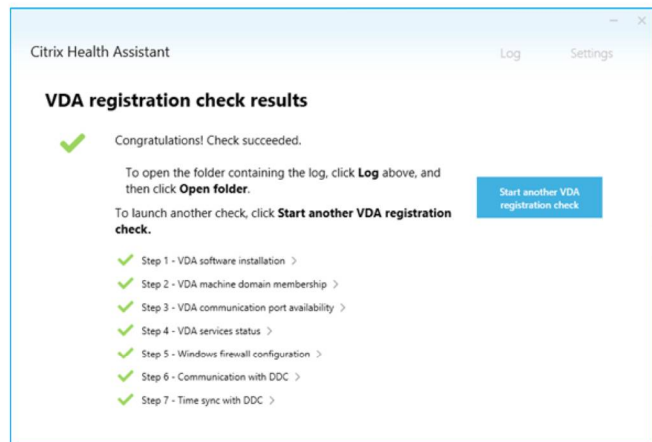 Citrix Health Assistant
Log
Settings
VDA registration check results
Congratulations! Check succeeded.
To open the folder containing the log, click Log above, and
then click Open folder.
To launch another check, click Start another VDA registration
check.
Start another VDA
registration check
Step 1 - VDA software installation >
Step 2 - VDA machine domain membership >
Step 3 - VDA communication port availability >
Step 4 - VDA services status >
Step 5 - Windows firewall configuration >
Step 6 - Communication with DDC >
Step 7 - Time sync with DDC >